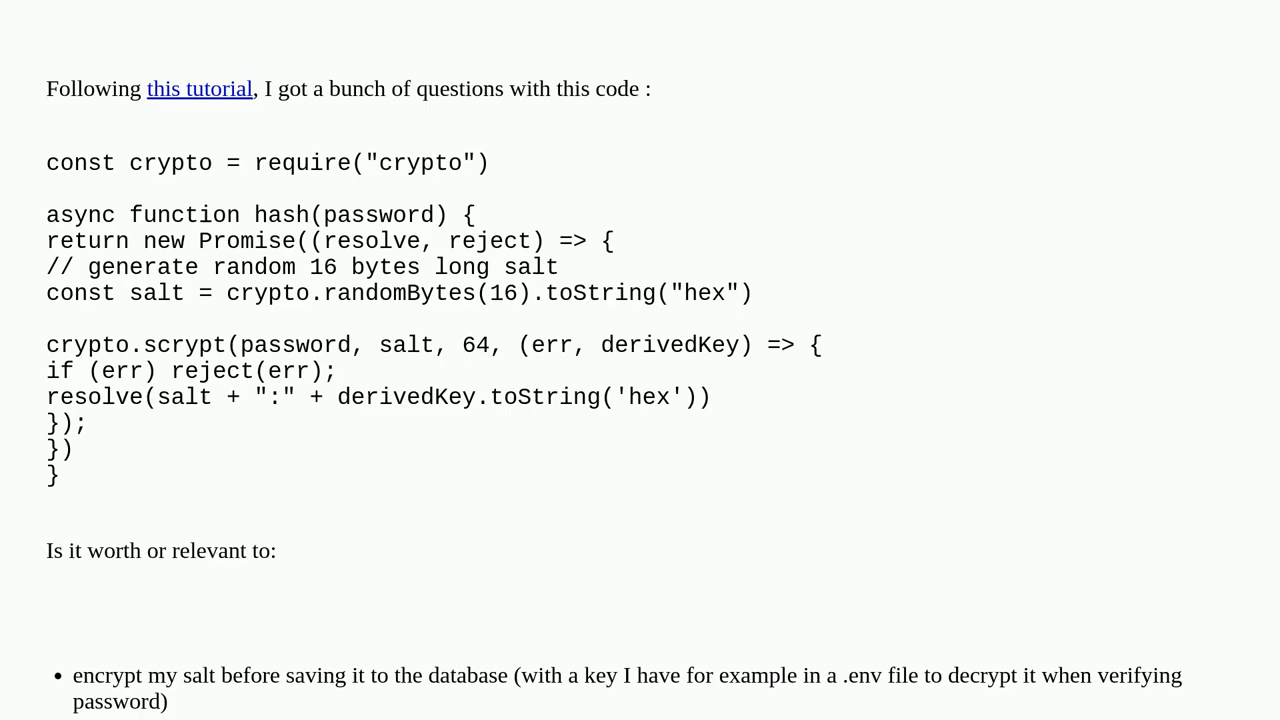 Following this tutorial, I got a bunch of questions with this code :
const crypto = require("crypto")
async function hash(password) {
return new Promise((resolve, reject) => {
// generate random 16 bytes long salt
const salt = crypto.randomBytes(16).toString("hex")
crypto.scrypt(password, salt, 64, (err, derivedKey) => {
if (err) reject(err);
resolve(salt + ":" + derivedKey.toString('hex'))
});
})
}
Is it worth or relevant to:
• encrypt my salt before saving it to the database (with a key I have for example in a .env file to decrypt it when verifying
password)